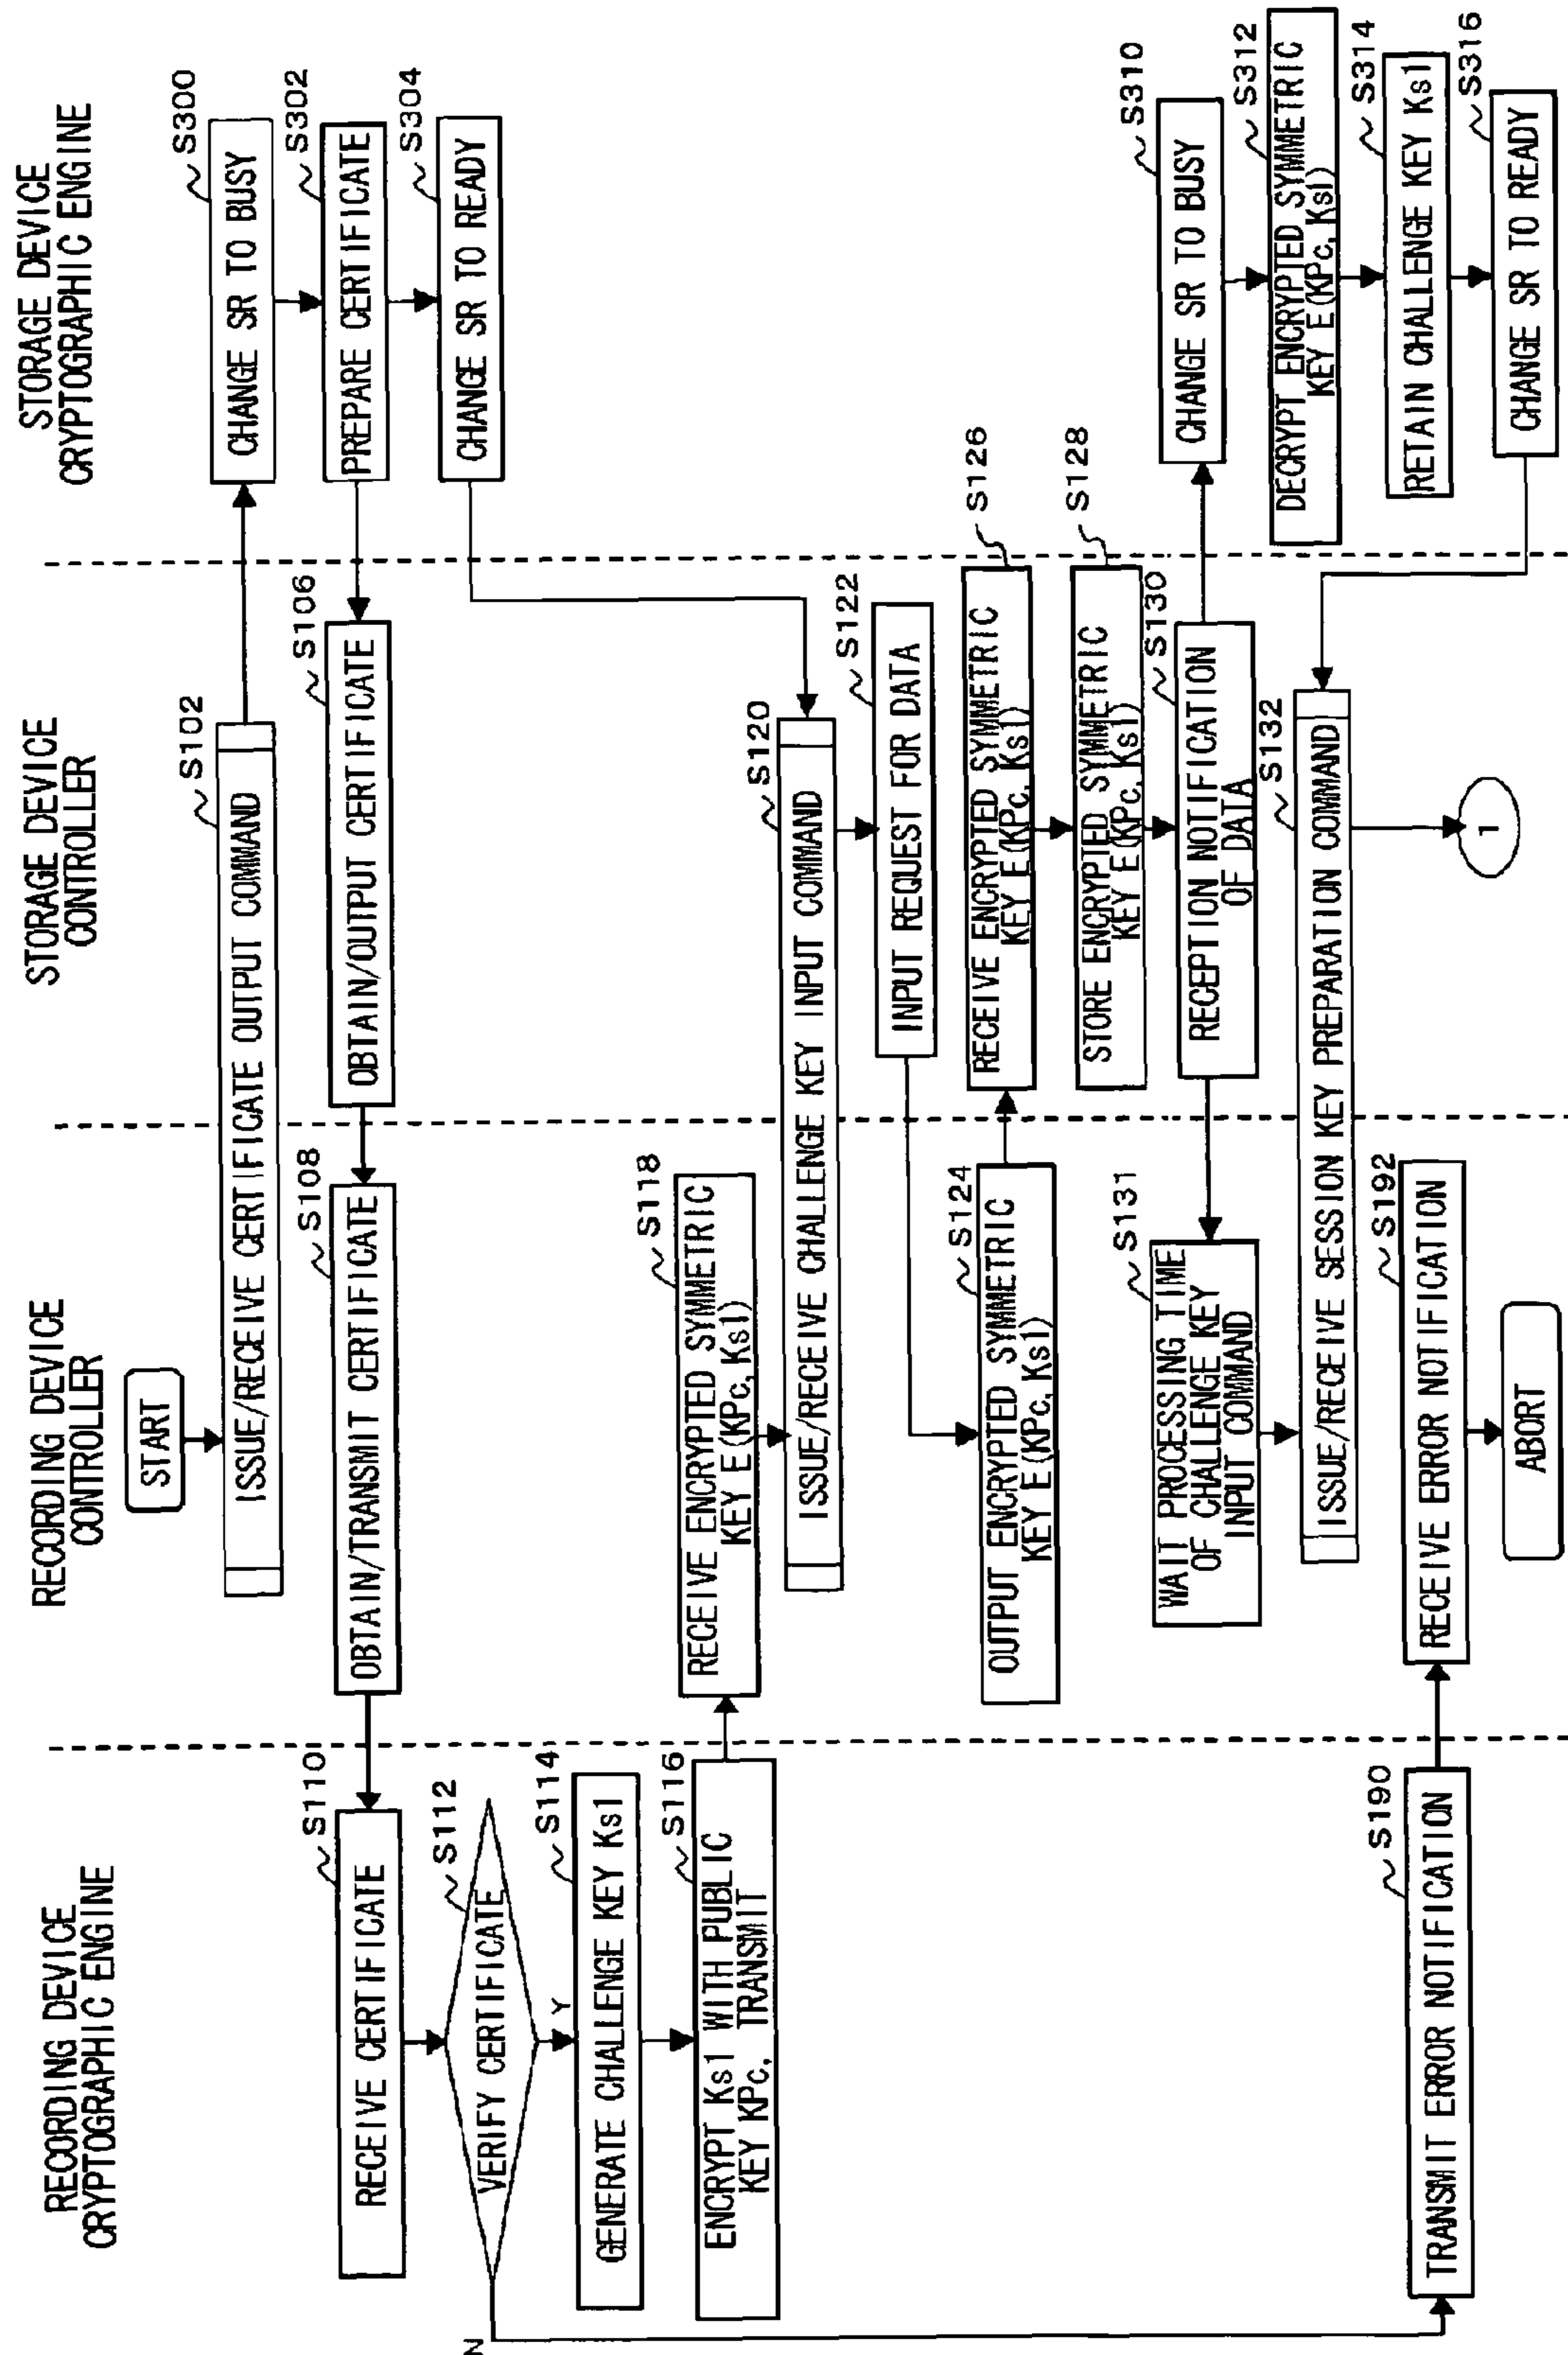 RECORDING DEVICE
CRYPTOGRAPHIC ENGINE
RECORDING DEVICE
CONTROLLER
STORAGE DEVICE
CONTROLLER
STORAGE DEVICE
CRYPTOGRAPHIC ENGINE
START
S102
ISSUE/RECEIVE CERTIFICATE OUTPUT COMMAND
S300
CHANGE SR TO BUSY
S302
PREPARE CERTIFICATE
S304
CHANGE SR TO READY
S106
OBTAIN/OUTPUT CERTIFICATE
S108
OBTAIN/TRANSMIT CERTIFICATE
S110
RECEIVE CERTIFICATE
S112
VERIFY CERTIFICATE
Y
N
S114
GENERATE CHALLENGE KEY Ks1
S116
ENCRYPT Ks1 WITH PUBLIC
KEY KPc, TRANSMIT
S118
RECEIVE ENCRYPTED SYMMETRIC
KEY E(KPc, Ks1)
S120
ISSUE/RECEIVE CHALLENGE KEY INPUT COMMAND
S122
INPUT REQUEST FOR DATA
S124
OUTPUT ENCRYPTED SYMMETRIC
KEY E(KPc, Ks1)
S126
RECEIVE ENCRYPTED SYMMETRIC
KEY E(KPc, Ks1)
S128
STORE ENCRYPTED SYMMETRIC
KEY E(KPc, Ks1)
S130
RECEPTION NOTIFICATION
OF DATA
S310
CHANGE SR TO BUSY
S312
DECRYPT ENCRYPTED SYMMETRIC
KEY E(KPc, Ks1)
S314
RETAIN CHALLENGE KEY Ks1
S316
CHANGE SR TO READY
S131
WAIT PROCESSING TIME
OF CHALLENGE KEY
INPUT COMMAND
S132
ISSUE/RECEIVE SESSION KEY PREPARATION COMMAND
1
S190
TRANSMIT ERROR NOTIFICATION
S192
RECEIVE ERROR NOTIFICATION
ABORT